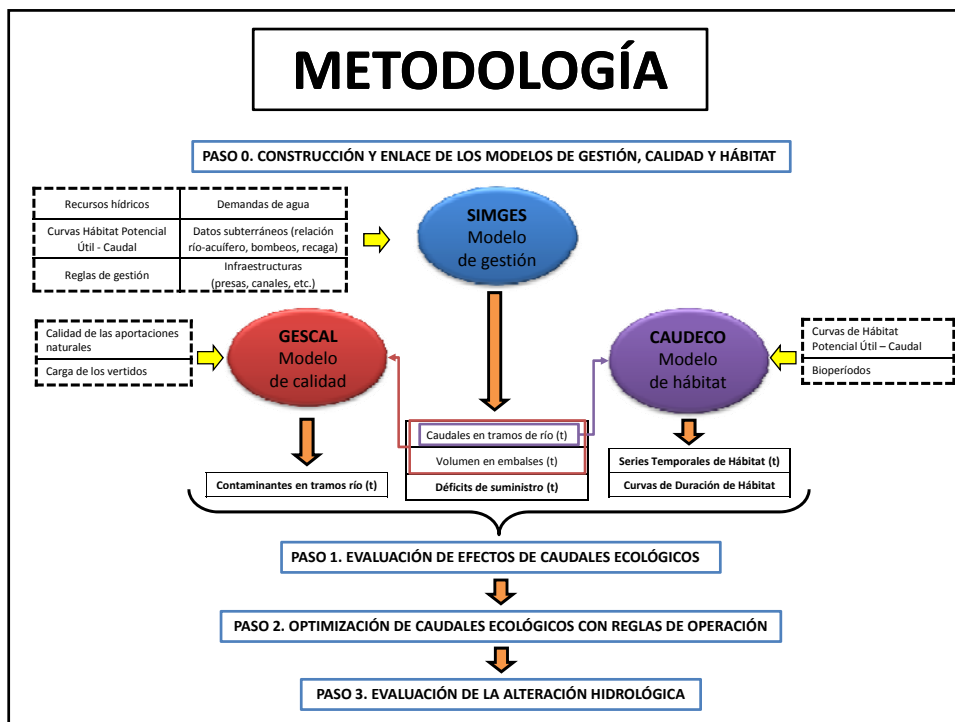 METODOLOGÍA
PASO 0. CONSTRUCCIÓN Y ENLACE DE LOS MODELOS DE GESTIÓN, CALIDAD Y HÁBITAT
Recursos hídricos
Demandas de agua
Curvas Hábitat Potencial
Útil - Caudal
Datos subterráneos (relación
río-acuífero, bombeos, recaga)
Reglas de gestión
Infraestructuras
(presas, canales, etc.)
SIMGES
Modelo
de gestión
Calidad de las aportaciones
naturales
Carga de los vertidos
GESCAL
Modelo
de calidad
CAUDECO
Modelo
de hábitat
Curvas de Hábitat
Potencial Útil – Caudal
Bioperíodos
Caudales en tramos de río (t)
Volumen en embalses (t)
Déficits de suministro (t)
Contaminantes en tramos río (t)
Series Temporales de Hábitat (t)
Curvas de Duración de Hábitat
PASO 1. EVALUACIÓN DE EFECTOS DE CAUDALES ECOLÓGICOS
PASO 2. OPTIMIZACIÓN DE CAUDALES ECOLÓGICOS CON REGLAS DE OPERACIÓN
PASO 3. EVALUACIÓN DE LA ALTERACIÓN HIDROLÓGICA